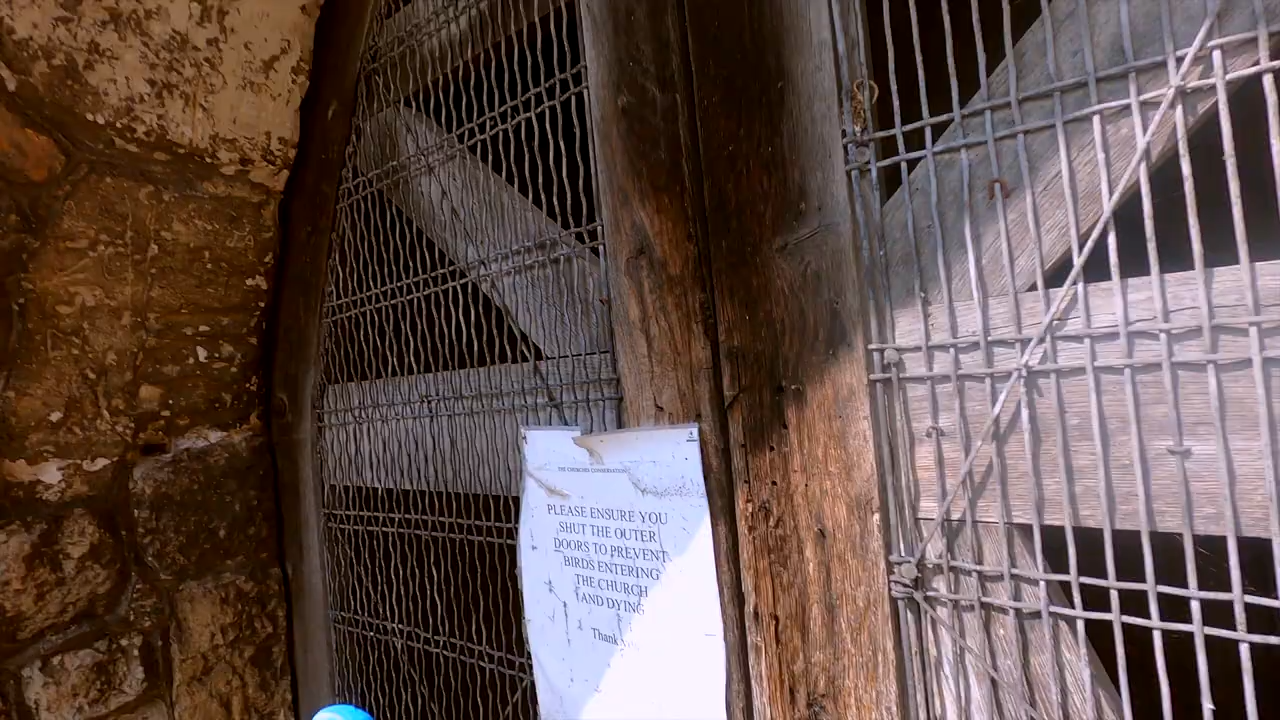 THE CHURCHES CONSERVATION
PLEASE ENSURE YOU
SHUT THE OUTER
DOORS TO PREVENT
BIRDS ENTERING
THE CHURCH
AND DYING
Thank